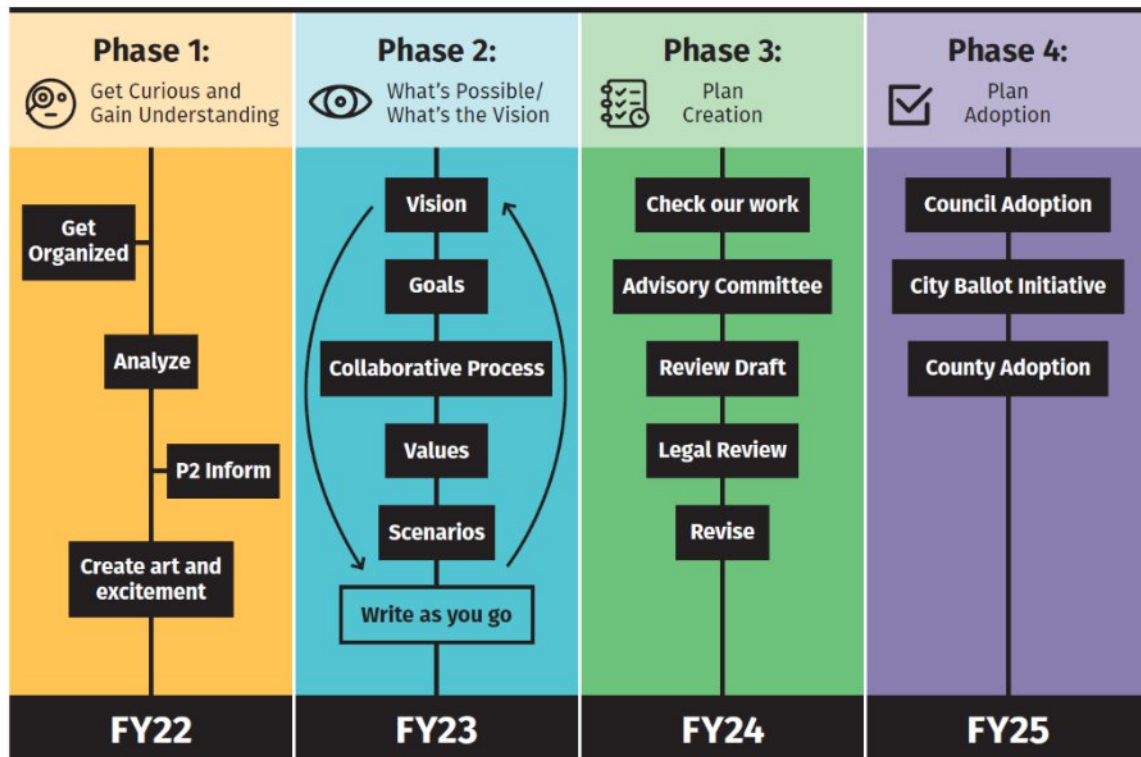 Phase 1:
Get Curious and
Gain Understanding
Get
Organized
Analyze
P2 Inform
Create art and
excitement
FY22
Phase 2:
What's Possible/
What's the Vision
Vision
Goals
Collaborative Process
Values
Scenarios
Write as you go
FY23
Phase 3:
Plan
Creation
Check our work
Advisory Committee
Review Draft
Legal Review
Revise
FY24
Phase 4:
Plan
Adoption
Council Adoption
City Ballot Initiative
County Adoption
FY25